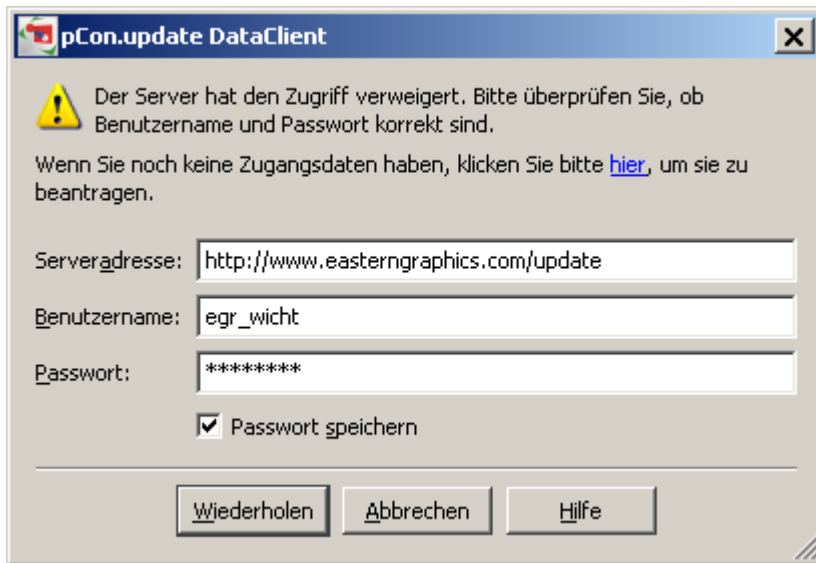 pCon.update DataClient
Der Server hat den Zugriff verweigert. Bitte überprüfen Sie, ob
Benutzername und Passwort korrekt sind.
Wenn Sie noch keine Zugangsdaten haben, klicken Sie bitte hier, um sie zu
beantragen.
Serveradresse: http://www.easterngraphics.com/update
Benutzername: egr_wicht
Passwort: ********
Passwort speichern
Wiederholen Abbrechen Hilfe